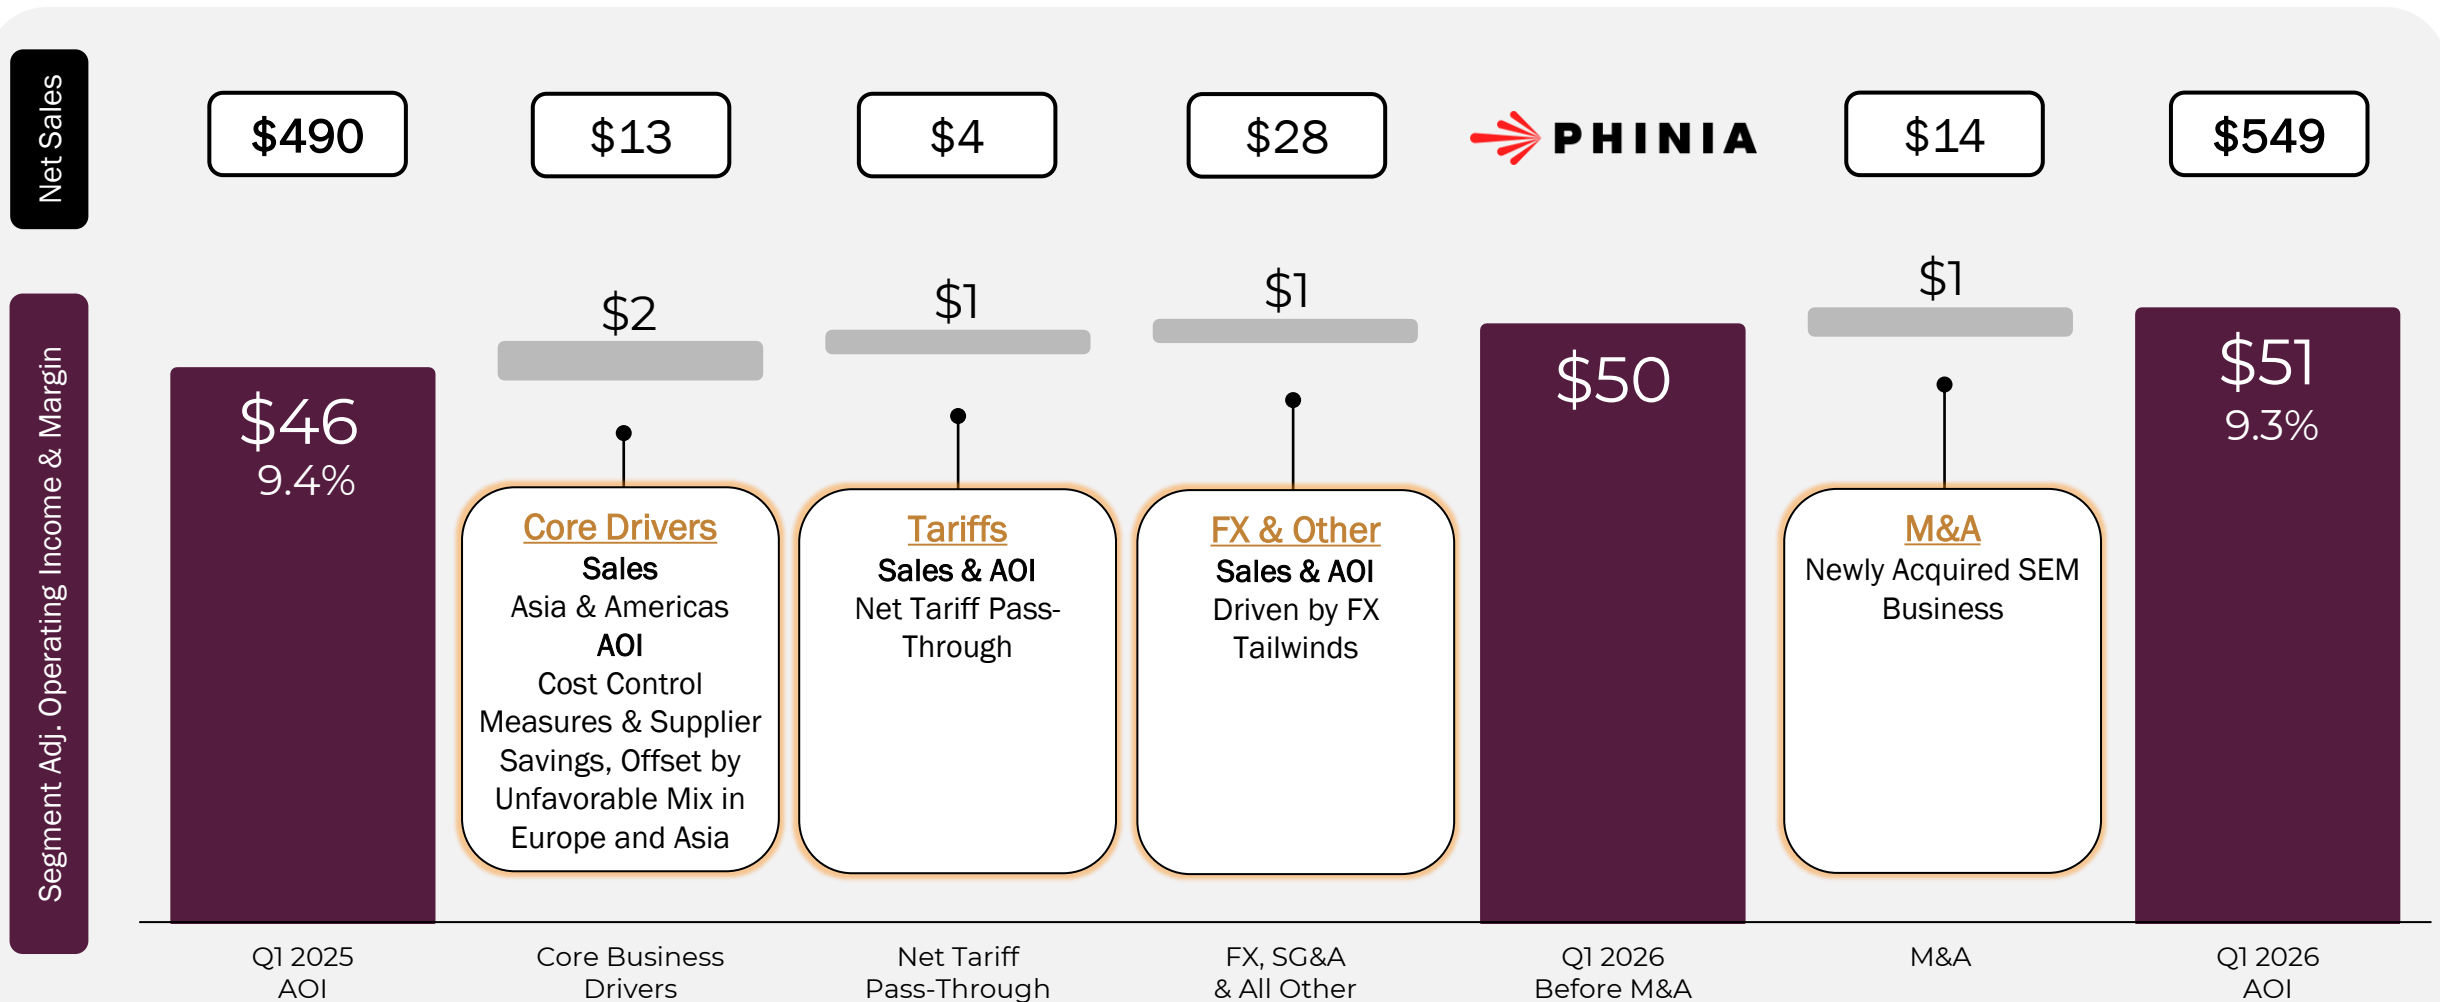 Net Sales
$490
$13
$4
$28
PHINIA
$14
$549
Segment Adj. Operating Income & Margin
$46
9.4%
$2
$1
$1
$50
$1
$51
9.3%
Core Drivers
Sales
Asia & Americas
AOI
Cost Control
Measures & Supplier
Savings, Offset by
Unfavorable Mix in
Europe and Asia
Tariffs
Sales & AOI
Net Tariff Pass-
Through
FX & Other
Sales & AOI
Driven by FX
Tailwinds
M&A
Newly Acquired SEM
Business
Q1 2025
AOI
Core Business
Drivers
Net Tariff
Pass-Through
FX, SG&A
& All Other
Q1 2026
Before M&A
M&A
Q1 2026
AOI